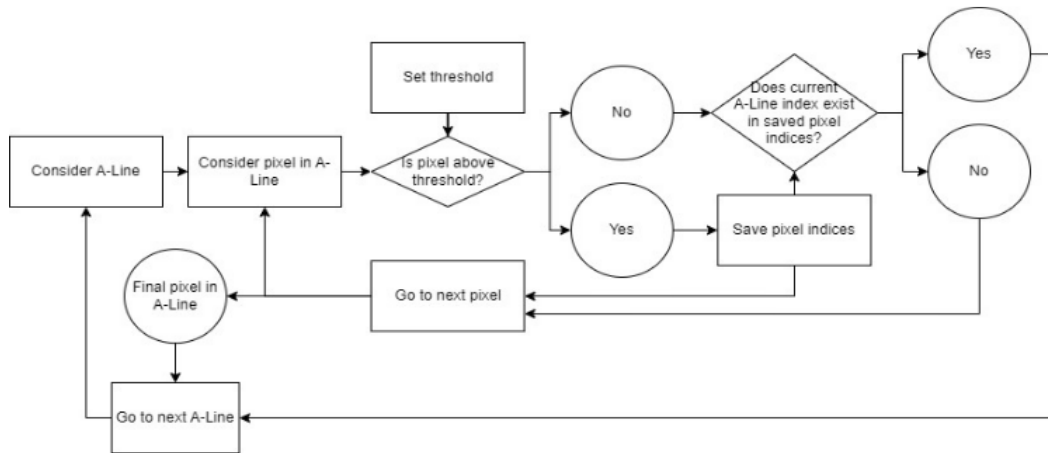 Set threshold
Yes
No
Does current
A-Line index exist
in saved pixel
indices?
Consider A-Line
Consider pixel in A-
Line
Is pixel above
threshold?
No
Yes
Save pixel indices
Final pixel in
A-Line
Go to next pixel
Go to next A-Line